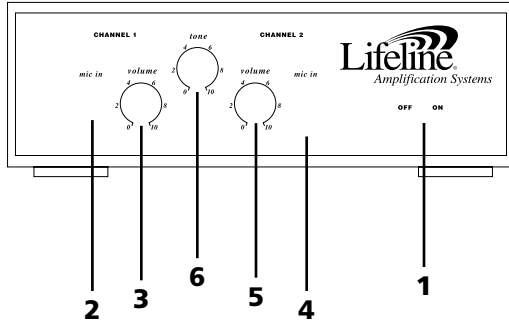 CHANNEL 1
tone
CHANNEL 2
Lifeline®
Amplification Systems
mic in
volume
volume
mic in
0 2 4 6 8 10
0 2 4 6 8 10
0 2 4 6 8 10
OFF ON
2
3
6
5
4
1